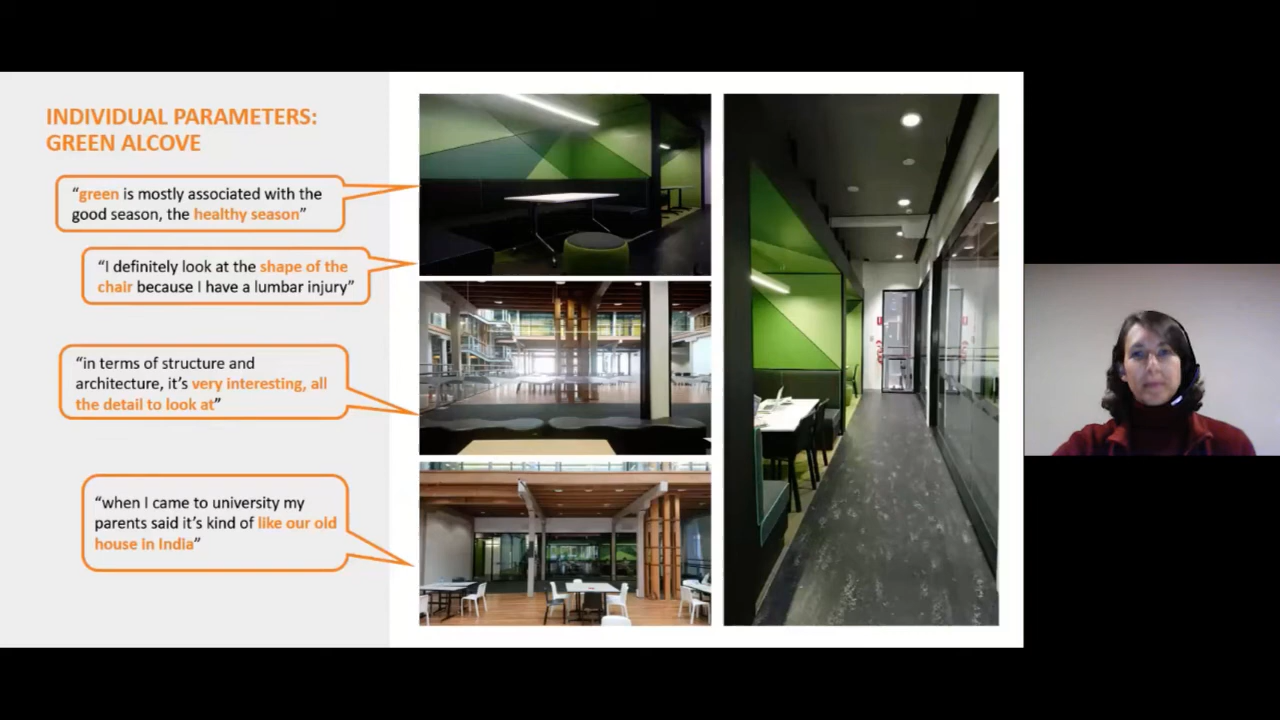 INDIVIDUAL PARAMETERS:
GREEN ALCOVE
“green is mostly associated with the
good season, the healthy season”
“I definitely look at the shape of the
chair because I have a lumbar injury”
“in terms of structure and
architecture, it’s very interesting, all
the detail to look at”
“when I came to university my
parents said it’s kind of like our old
house in India”